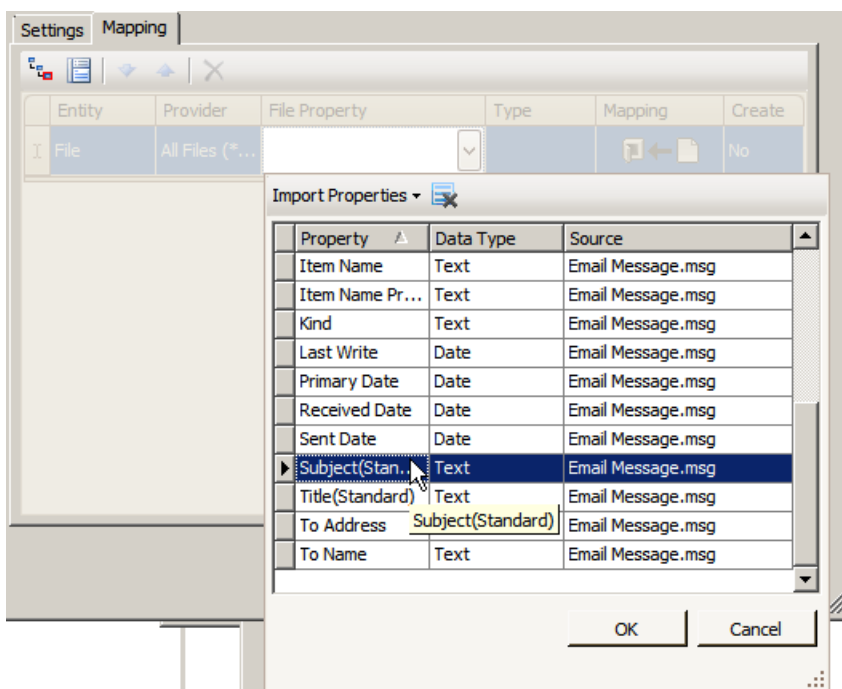 Settings Mapping
Entity Provider File Property Type Mapping Create
File All Files (*... No
Import Properties
Property Data Type Source
Item Name Text Email Message.msg
Item Name Pr... Text Email Message.msg
Kind Text Email Message.msg
Last Write Date Email Message.msg
Primary Date Date Email Message.msg
Received Date Date Email Message.msg
Sent Date Date Email Message.msg
Subject(Stan... Text Email Message.msg
Title(Standard) Text Email Message.msg
To Address Subject(Standard) Email Message.msg
To Name Text Email Message.msg
OK Cancel